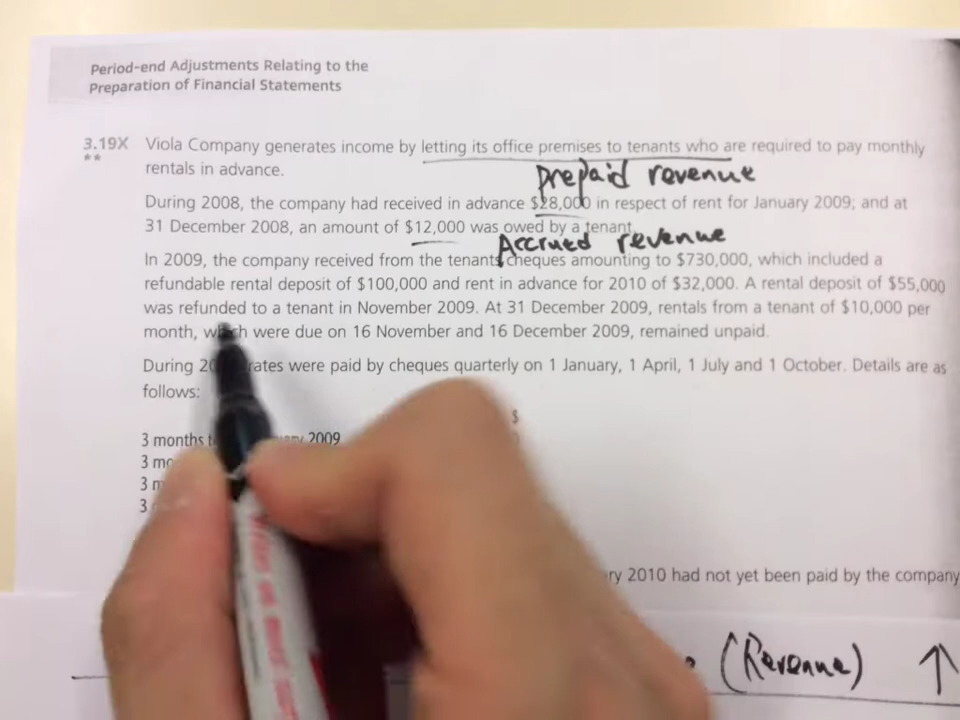 Period-end Adjustments Relating to the
Preparation of Financial Statements
3.19X Viola Company generates income by letting its office premises to tenants who are required to pay monthly
** rentals in advance.
prepaid revenue
During 2008, the company had received in advance $28,000 in respect of rent for January 2009; and at
31 December 2008, an amount of $12,000 was owed by a tenant.
Accrued revenue
In 2009, the company received from the tenants cheques amounting to $730,000, which included a
refundable rental deposit of $100,000 and rent in advance for 2010 of $32,000. A rental deposit of $55,000
was refunded to a tenant in November 2009. At 31 December 2009, rentals from a tenant of $10,000 per
month, which were due on 16 November and 16 December 2009, remained unpaid.
During rates were paid by cheques quarterly on 1 January, 1 April, 1 July and 1 October. Details are as
follows:
$
3 months 2009
3
3
3
2010 had not yet been paid by the company
(Revenue) ↑